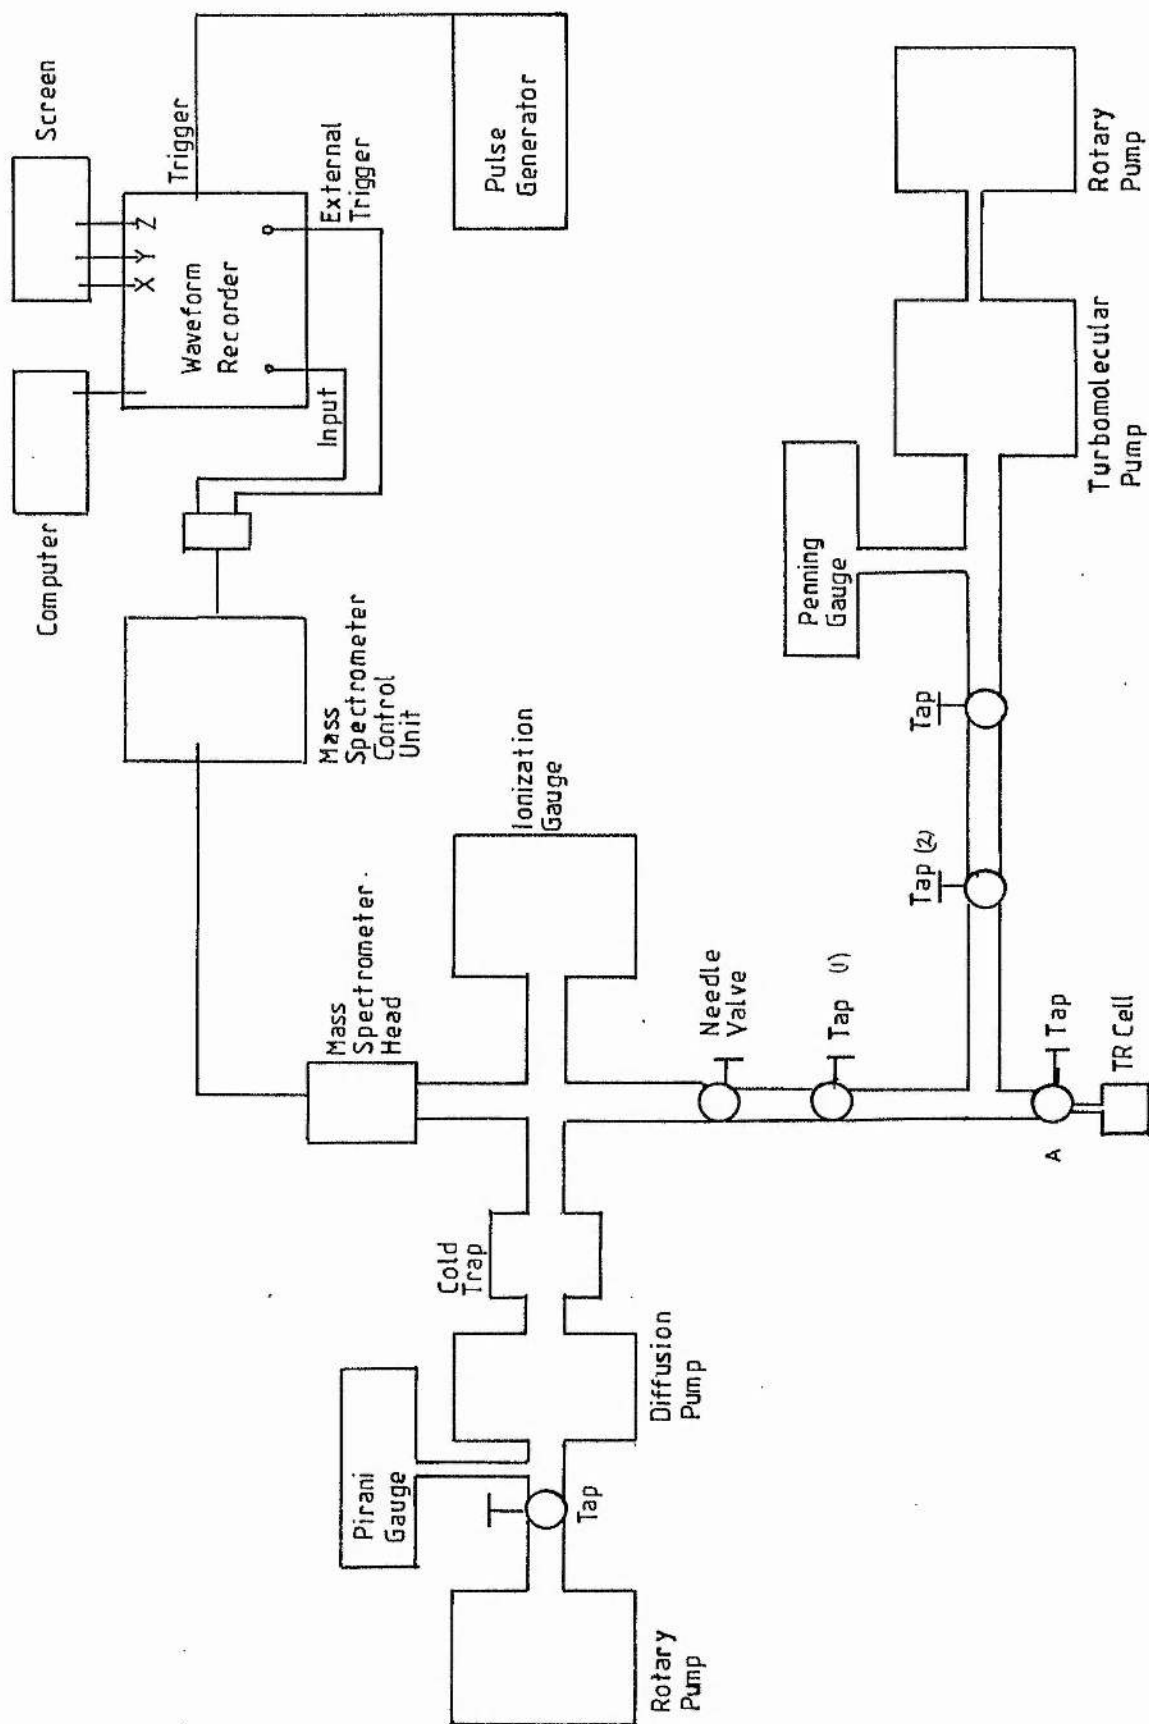 Computer
Screen
X Y Z
Waveform
Recorder
Trigger
Input
External
Trigger
Pulse
Generator
Mass
Spectrometer
Control
Unit
Mass
Spectrometer
Head
Ionization
Gauge
Pirani
Gauge
Cold
Trap
Rotary
Pump
Tap
Diffusion
Pump
Needle
Valve
Tap (1)
Tap (2)
Tap
Penning
Gauge
Turbomolecular
Pump
Rotary
Pump
A
Tap
TR Cell